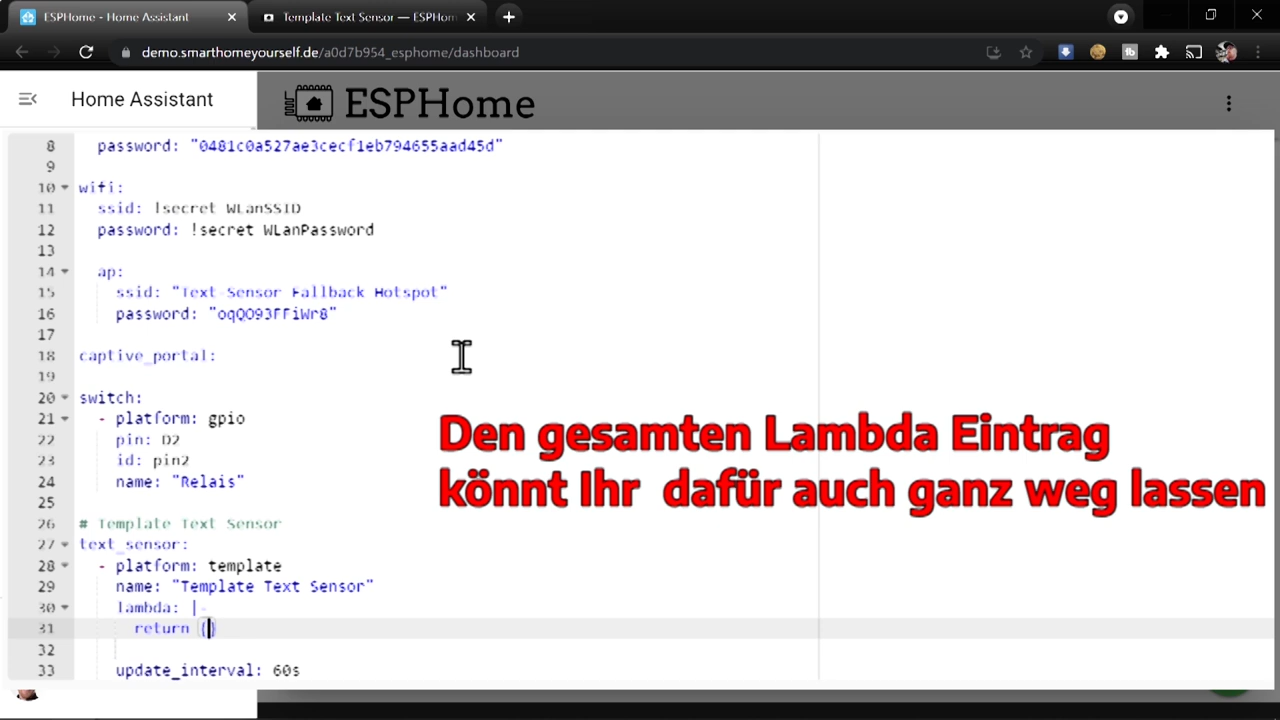 ESPHome - Home Assistant
Template Text Sensor — ESPHom
demo.smarthomeyourself.de/a0d7b954_esphome/dashboard
Home Assistant
ESPHome
8 password: "0481c0a527ae3cecf1eb794655aad45d"
9
10 wifi:
11 ssid: !secret WLanSSID
12 password: !secret WLanPassword
13
14 ap:
15 ssid: "Text-Sensor Fallback Hotspot"
16 password: "oqQO93FFiWr8"
17
18 captive_portal:
19
20 switch:
21 - platform: gpio
22 pin: D2
23 id: pin2
24 name: "Relais"
25
26 # Template Text Sensor
27 text_sensor:
28 - platform: template
29 name: "Template Text Sensor"
30 lambda: |-
31 return {}
32
33 update_interval: 60s
Den gesamten Lambda Eintrag
könnt Ihr dafür auch ganz weg lassen